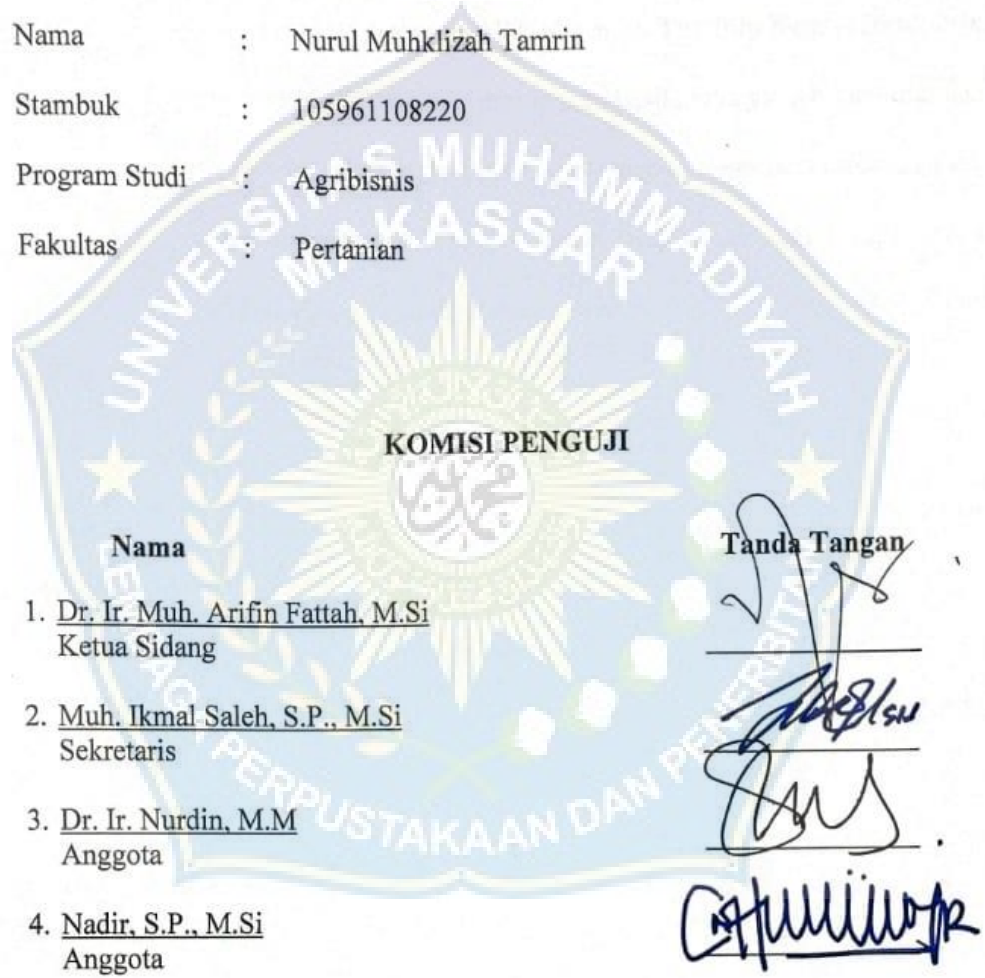 Nama : Nurul Muhklizah Tamrin
Stambuk : 105961108220
Program Studi : Agribisnis
Fakultas : Pertanian
UNIVERSITAS MUHAMMADIYAH
MAKASSAR
KOMISI PENGUJI
Nama Tanda Tangan
1. Dr. Ir. Muh. Arifin Fattah, M.Si
Ketua Sidang
2. Muh. Ikmal Saleh, S.P., M.Si
Sekretaris
3. Dr. Ir. Nurdin, M.M
Anggota
4. Nadir, S.P., M.Si
Anggota
LEMBAGA PERPUSTAKAAN DAN PENERBITAN